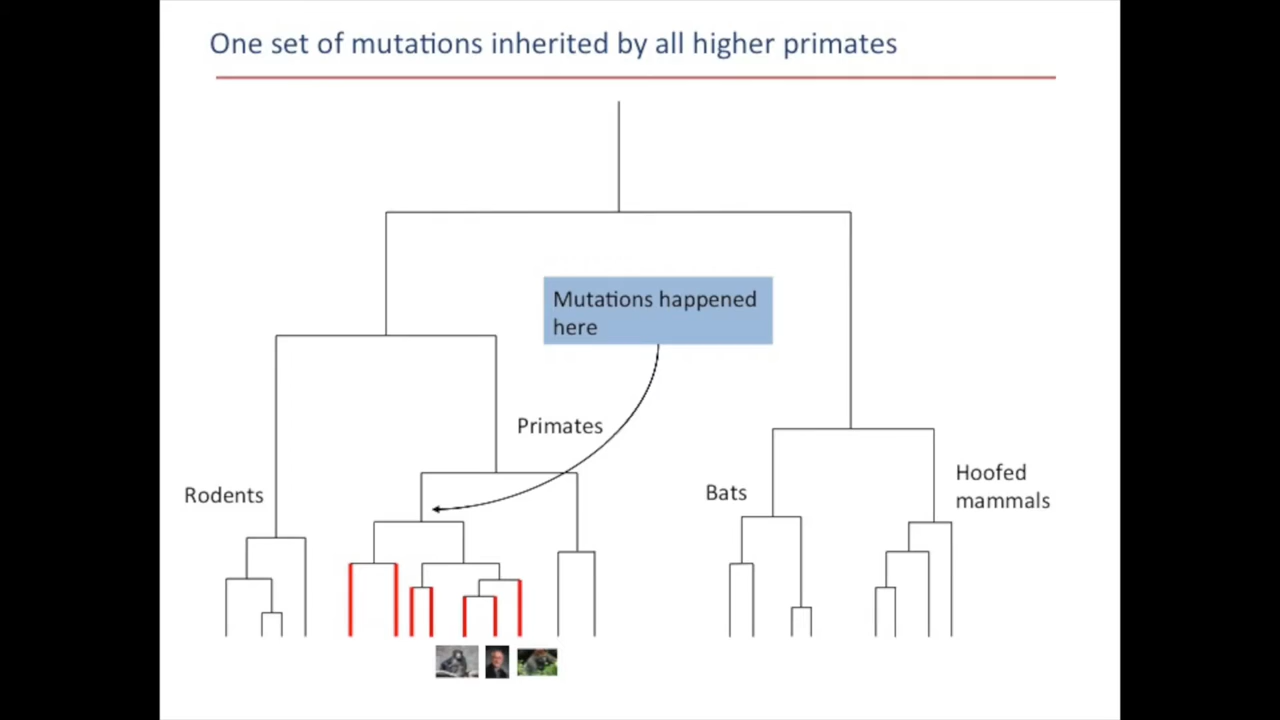 One set of mutations inherited by all higher primates
Mutations happened
here
Primates
Rodents
Bats
Hoofed
mammals